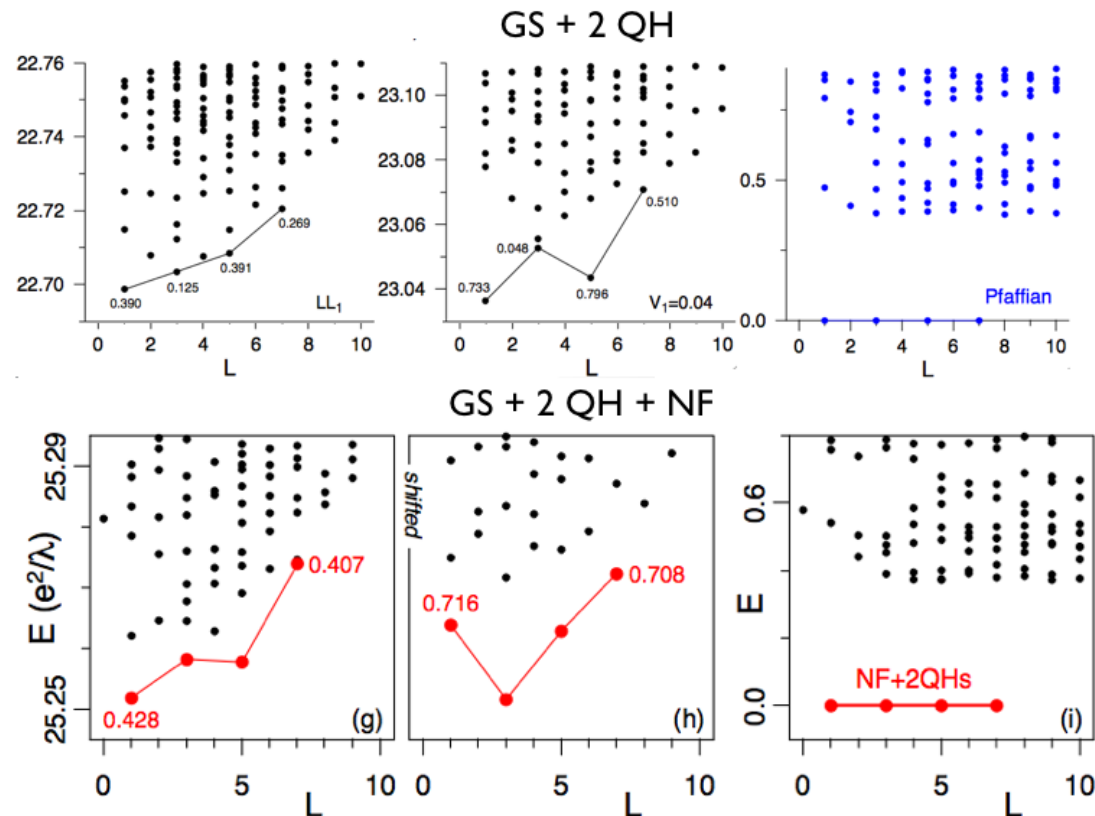 GS + 2 QH
22.76
22.74
22.72
22.70
0.390
0.125
0.391
0.269
LL1
0 2 4 6 8 10
L
23.10
23.08
23.06
23.04
0.733
0.048
0.796
0.510
V1=0.04
0 2 4 6 8 10
L
0.5
0.0
Pfaffian
0 2 4 6 8 10
L
GS + 2 QH + NF
E (e²/λ)
25.29
25.25
0.407
0.428
(g)
0 5 10
L
shifted
0.716
0.708
(h)
0 5 10
L
E
0.6
0.0
NF+2QHs
(i)
0 5 10
L